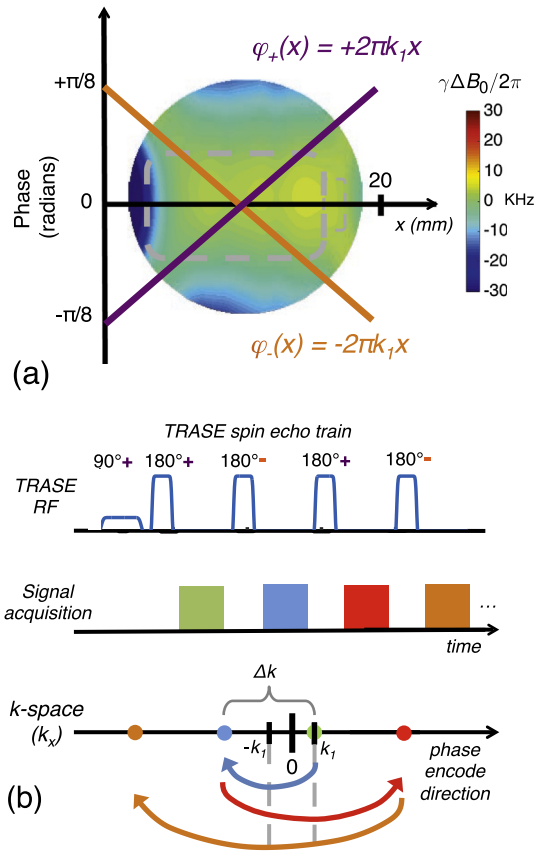 φ₊(x) = +2πk₁x
γΔB₀/2π
+π/8
30
20
10
0
-10
-20
-30
KHz
Phase
(radians)
0
20
x (mm)
-π/8
φ₋(x) = -2πk₁x
(a)
TRASE spin echo train
90°+ 180°+ 180°- 180°+ 180°-
TRASE
RF
Signal
acquisition
...
time
Δk
k-space
(kₓ)
-k₁
0
k₁
phase
encode
direction
(b)